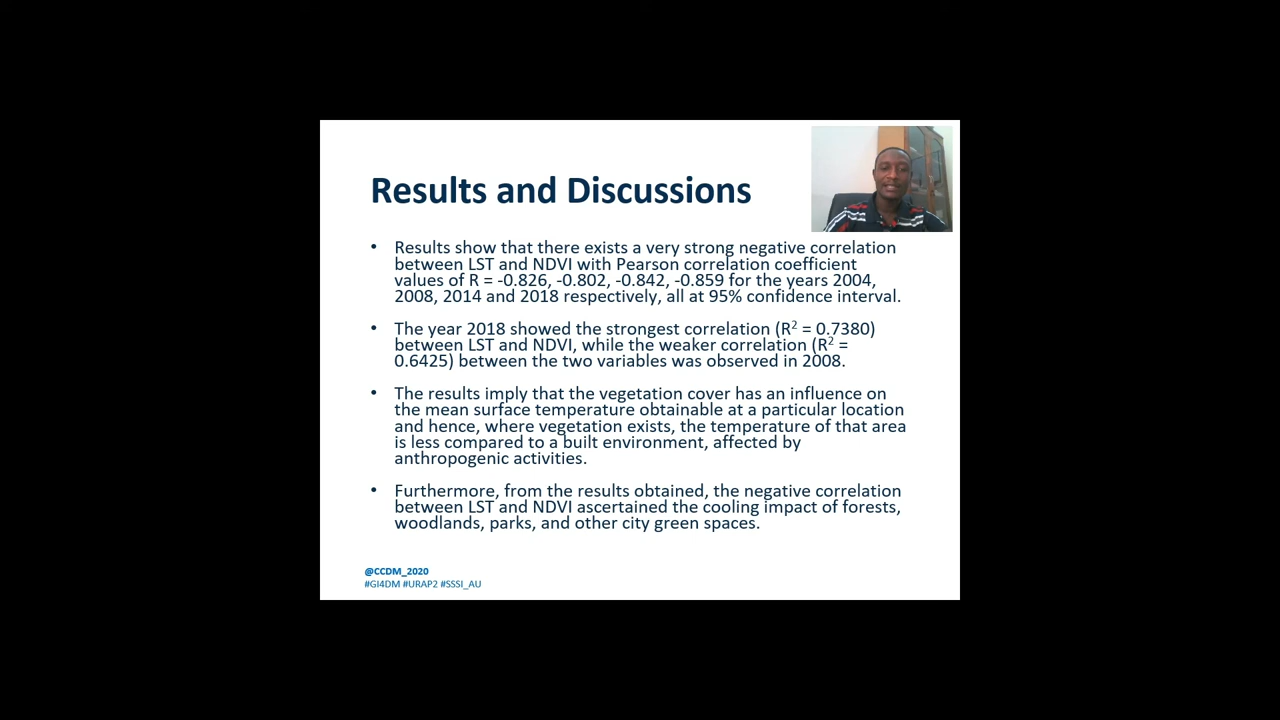 Results and Discussions
• Results show that there exists a very strong negative correlation
between LST and NDVI with Pearson correlation coefficient
values of R = -0.826, -0.802, -0.842, -0.859 for the years 2004,
2008, 2014 and 2018 respectively, all at 95% confidence interval.
• The year 2018 showed the strongest correlation (R² = 0.7380)
between LST and NDVI, while the weaker correlation (R² =
0.6425) between the two variables was observed in 2008.
• The results imply that the vegetation cover has an influence on
the mean surface temperature obtainable at a particular location
and hence, where vegetation exists, the temperature of that area
is less compared to a built environment, affected by
anthropogenic activities.
• Furthermore, from the results obtained, the negative correlation
between LST and NDVI ascertained the cooling impact of forests,
woodlands, parks, and other city green spaces.
@CCDM_2020
#GI4DM #URAP2 #SSSI_AU